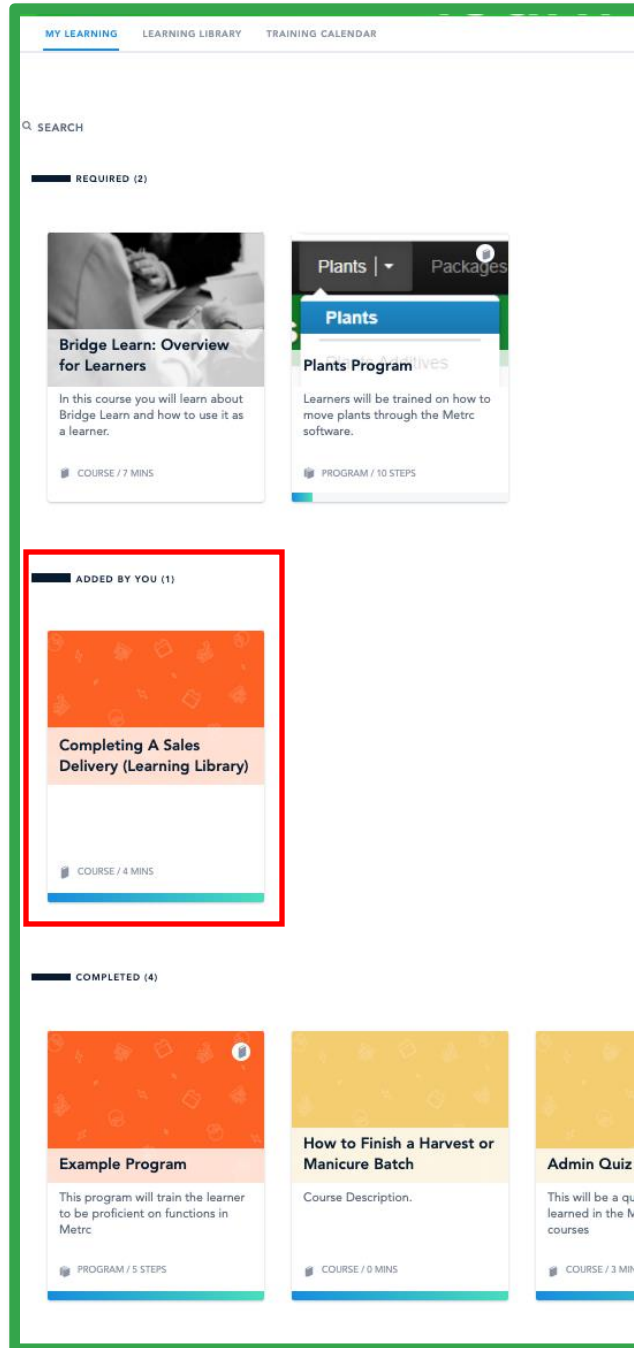 MY LEARNING LEARNING LIBRARY TRAINING CALENDAR
SEARCH
REQUIRED (2)
Plants Packages
Plants
Plants Additives
Bridge Learn: Overview
for Learners
In this course you will learn about
Bridge Learn and how to use it as
a learner.
COURSE / 7 MINS
Plants Program
Learners will be trained on how to
move plants through the Metrc
software.
PROGRAM / 10 STEPS
ADDED BY YOU (1)
Completing A Sales
Delivery (Learning Library)
COURSE / 4 MINS
COMPLETED (4)
Example Program
This program will train the learner
to be proficient on functions in
Metrc
PROGRAM / 5 STEPS
How to Finish a Harvest or
Manicure Batch
Course Description.
COURSE / 0 MINS
Admin Quiz
This will be a qu
learned in the M
courses
COURSE / 3 MIN